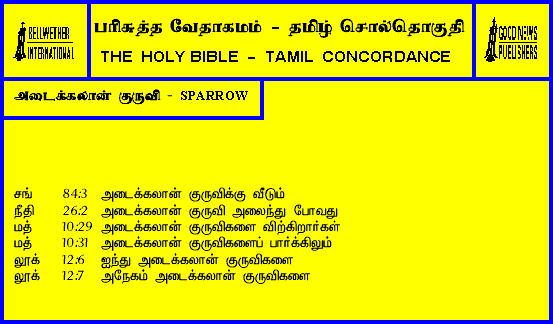 BELLWETHER
INTERNATIONAL
பரிசுத்த வேதாகமம் - தமிழ் சொல்தொகுதி
THE HOLY BIBLE - TAMIL CONCORDANCE
GOOD NEWS
PUBLISHERS
அடைக்கலான் குருவி - SPARROW
சங் 84:3 அடைக்கலான் குருவிக்கு வீடும்
நீதி 26:2 அடைக்கலான் குருவி அலைந்து போவது
மத் 10:29 அடைக்கலான் குருவிகளை விற்கிறார்கள்
மத் 10:31 அடைக்கலான் குருவிகளைப் பார்க்கிலும்
லூக் 12:6 ஐந்து அடைக்கலான் குருவிகளை
லூக் 12:7 அநேகம் அடைக்கலான் குருவிகளை